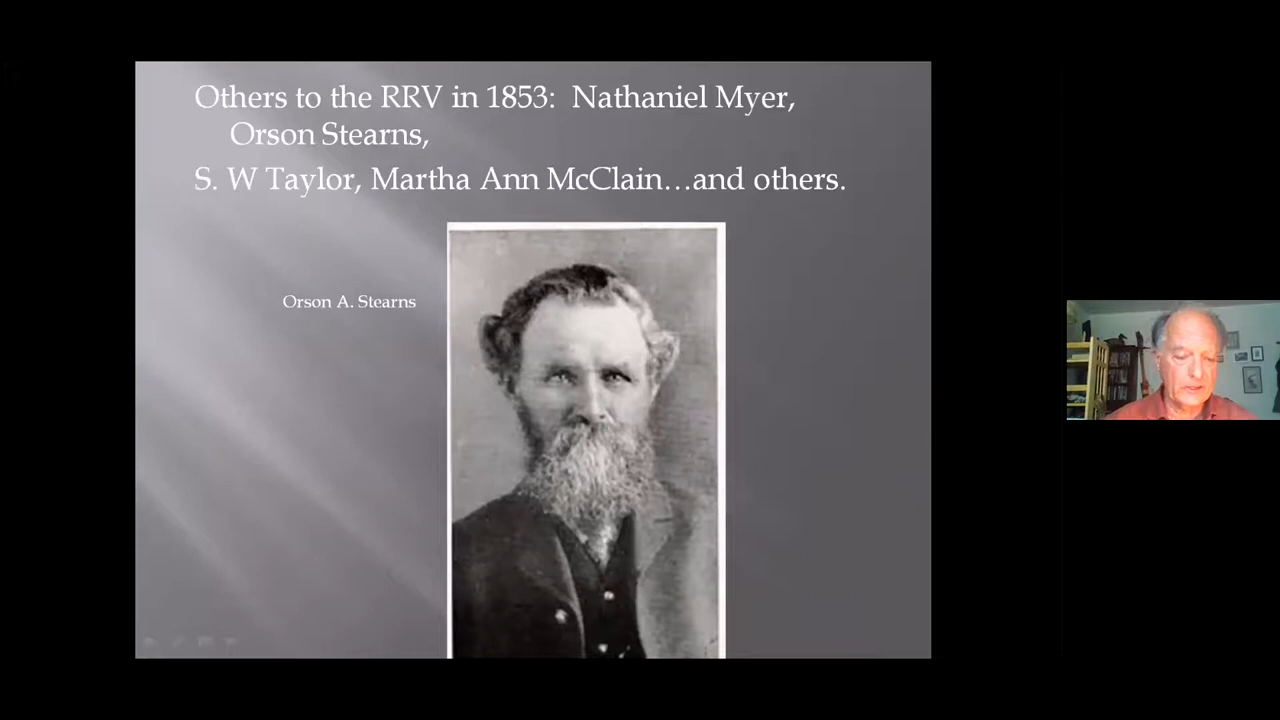 Others to the RRV in 1853:  Nathaniel Myer,
Orson Stearns,
S. W Taylor, Martha Ann McClain…and others.
Orson A. Stearns